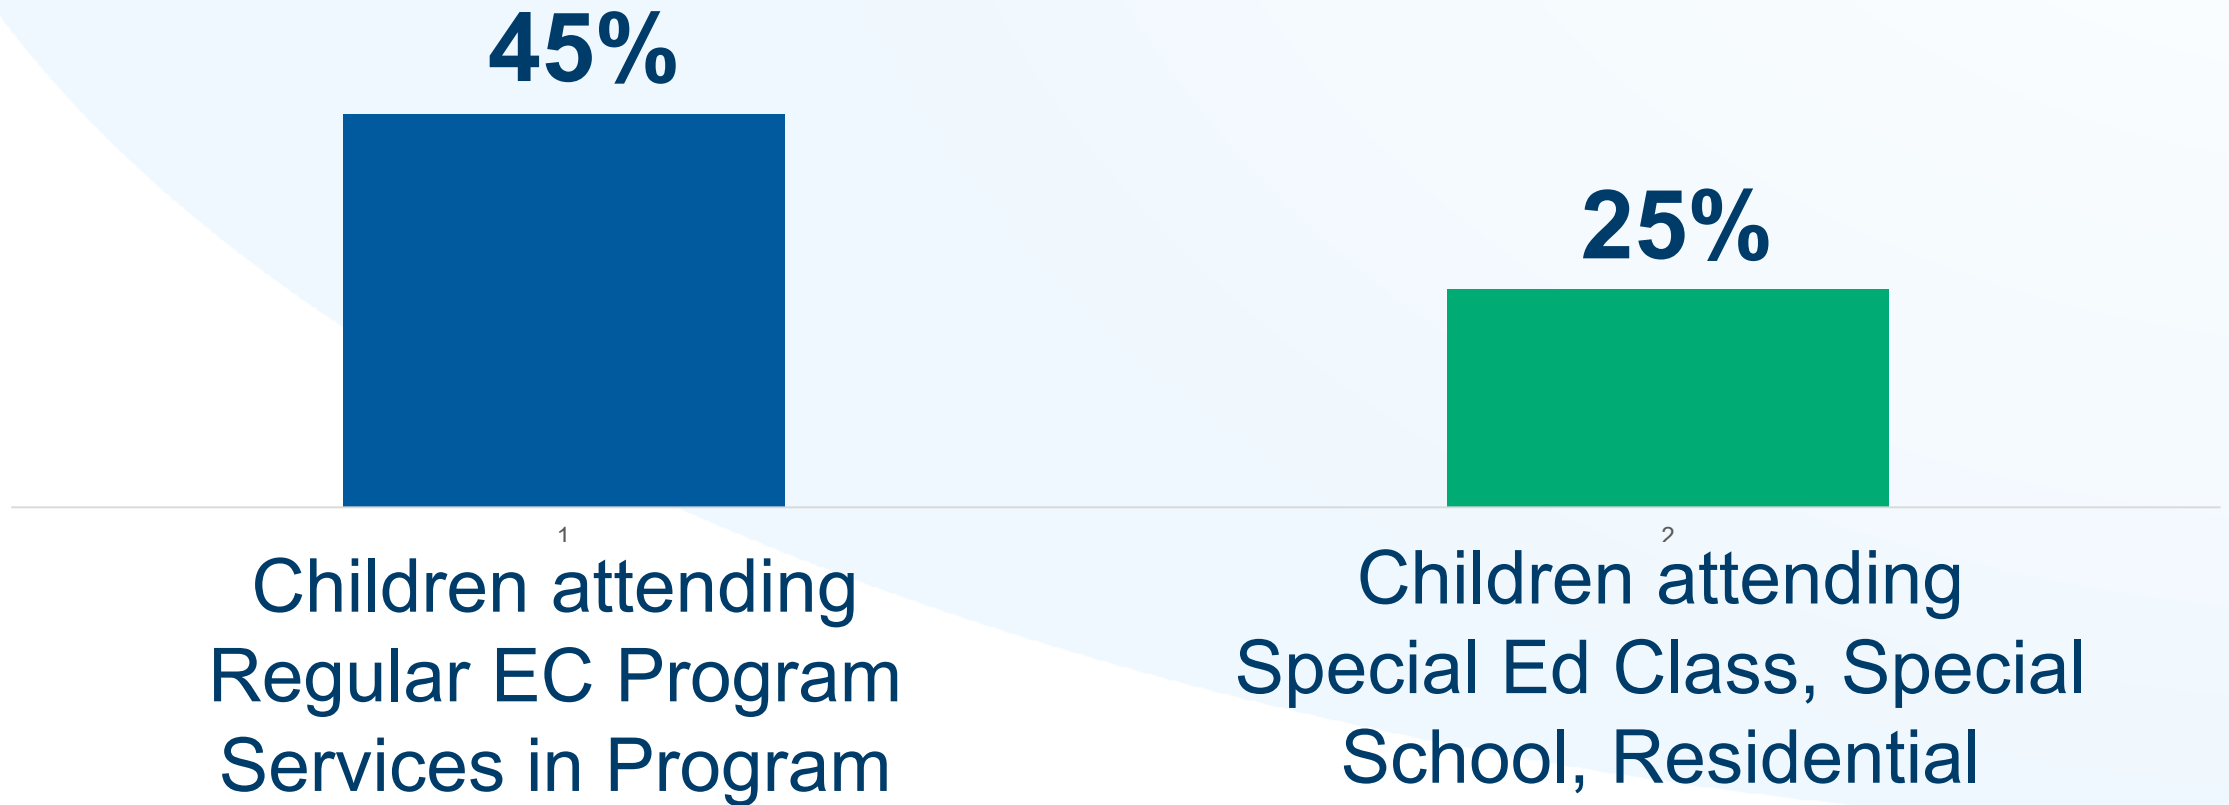 45%
25%
1
2
Children attending
Regular EC Program
Services in Program
Children attending
Special Ed Class, Special
School, Residential